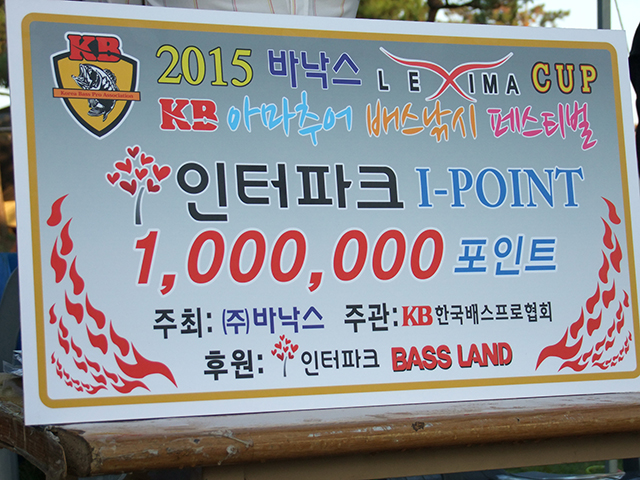 KB
Korea Bass Pro Association
2015 바낙스 LEXIMA CUP
KB 아마추어 배스낚시 페스티벌
인터파크 I-POINT
1,000,000 포인트
주최: (주)바낙스 주관:KB한국배스프로협회
후원: 인터파크 BASS LAND